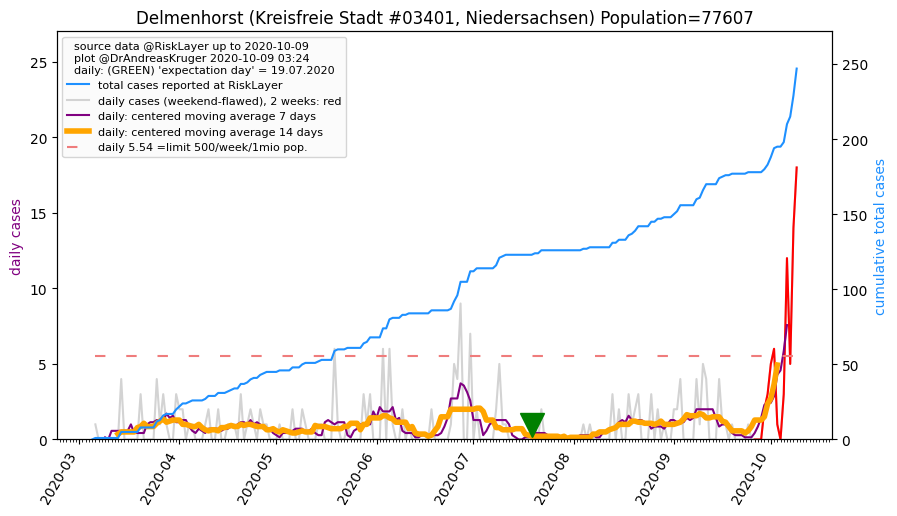 Delmenhorst (Kreisfreie Stadt #03401, Niedersachsen) Population=77607
source data @RiskLayer up to 2020-10-09
plot @DrAndreasKruger 2020-10-09 03:24
daily: (GREEN) 'expectation day' = 19.07.2020
total cases reported at RiskLayer
daily cases (weekend-flawed), 2 weeks: red
daily: centered moving average 7 days
daily: centered moving average 14 days
daily 5.54 =limit 500/week/1mio pop.
daily cases
25
20
15
10
5
0
cumulative total cases
250
200
150
100
50
0
2020-03
2020-04
2020-05
2020-06
2020-07
2020-08
2020-09
2020-10